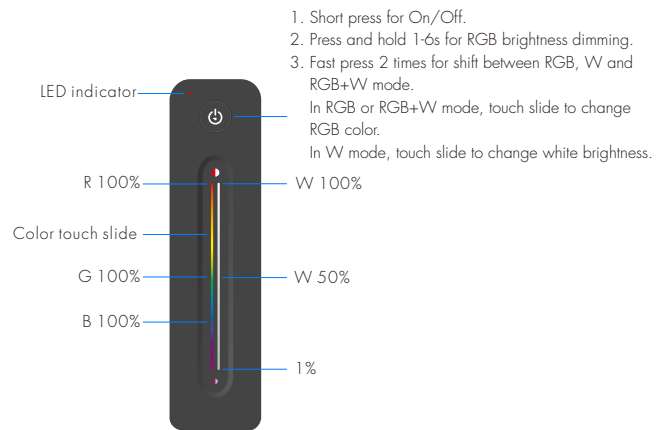 1. Short press for On/Off.
2. Press and hold 1-6s for RGB brightness dimming.
3. Fast press 2 times for shift between RGB, W and
RGB+W mode.
In RGB or RGB+W mode, touch slide to change
RGB color.
In W mode, touch slide to change white brightness.
LED indicator
R 100%
W 100%
Color touch slide
G 100%
W 50%
B 100%
1%